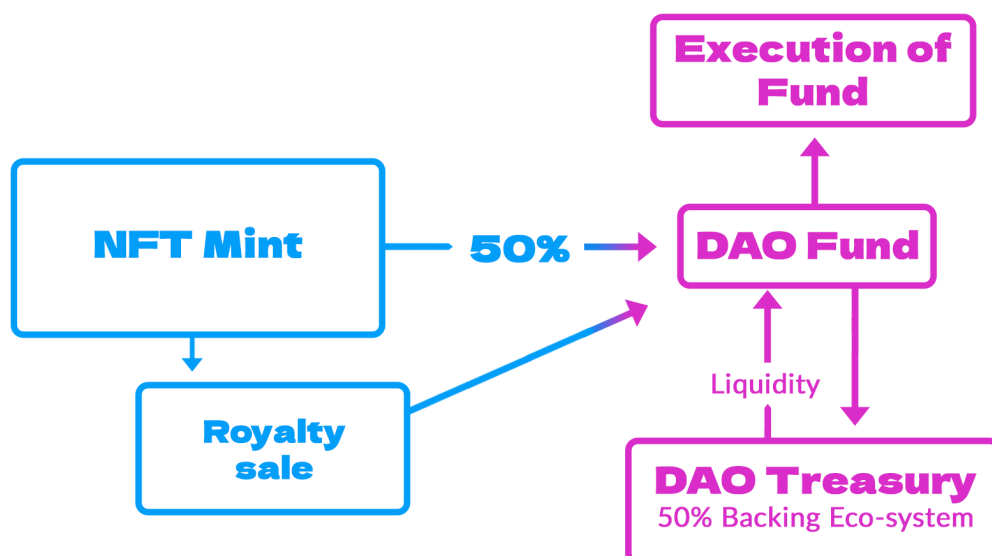 Execution of
Fund
NFT Mint
50%
DAO Fund
Liquidity
Royalty
sale
DAO Treasury
50% Backing Eco-system